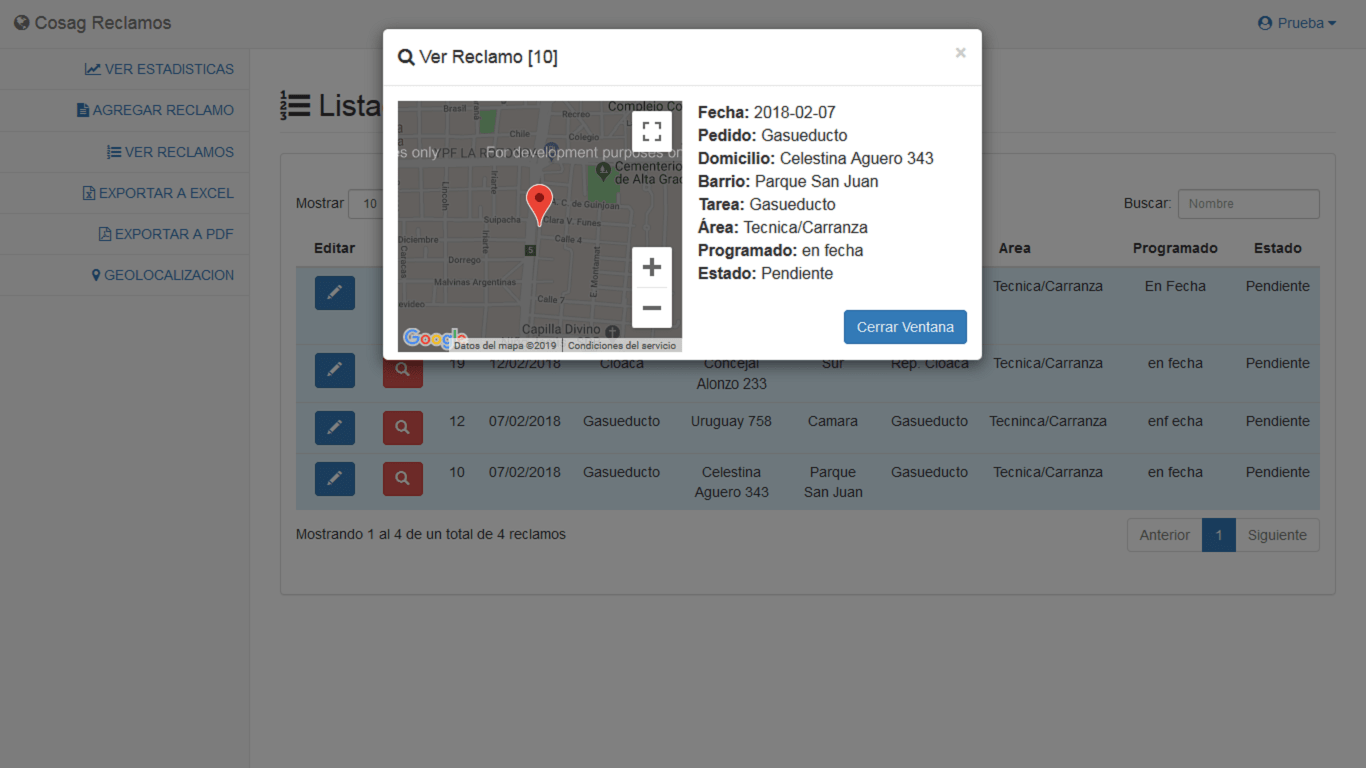 Cosag Reclamos
Prueba
VER ESTADISTICAS
AGREGAR RECLAMO
VER RECLAMOS
EXPORTAR A EXCEL
EXPORTAR A PDF
GEOLOCALIZACION
Lista
Ver Reclamo [10]
×
Brasil
Complejo Co
Recreo
Chile
Colegio
es only
YPF LA R
For development purposes on
Cementerio
de Alta Grac
Lincoln
Iriarte
A. C. de Guinjoan
Suipacha
Clara V. Funes
Diciembre
Calle 4
5
Caracas
Iriarte
Dorrego
E. Montamat
Malvinas Argentinas
evideo
Calle 7
Capilla Divino
Google
Datos del mapa ©2019
Condiciones del servicio
Fecha: 2018-02-07
Pedido: Gasueducto
Domicilio: Celestina Aguero 343
Barrio: Parque San Juan
Tarea: Gasueducto
Área: Tecnica/Carranza
Programado: en fecha
Estado: Pendiente
Cerrar Ventana
Mostrar 10
Buscar: Nombre
Editar Area Programado Estado
Tecnica/Carranza En Fecha Pendiente
19 12/02/2018 Cloaca Concejal Sur Rep. Cloaca Tecnica/Carranza en fecha Pendiente
Alonzo 233
12 07/02/2018 Gasueducto Uruguay 758 Camara Gasueducto Tecninca/Carranza enf echa Pendiente
10 07/02/2018 Gasueducto Celestina Parque Gasueducto Tecnica/Carranza en fecha Pendiente
Aguero 343 San Juan
Mostrando 1 al 4 de un total de 4 reclamos
Anterior 1 Siguiente